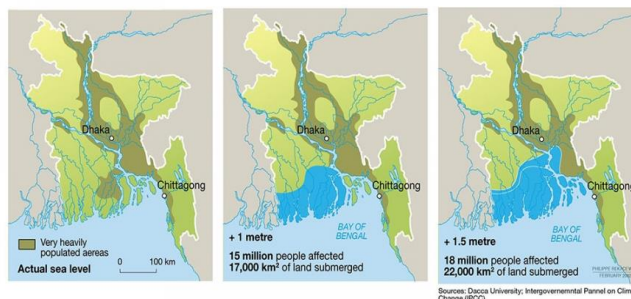 Dhaka
Chittagong
Very heavily
populated aereas
Actual sea level
0 100 km
Dhaka
Chittagong
BAY OF
BENGAL
+ 1 metre
15 million people affected
17,000 km² of land submerged
Dhaka
Chittagong
BAY OF
BENGAL
+ 1.5 metre
18 million people affected
22,000 km² of land submerged
PHILIPPE
FEBRUARY
Sources: Dacca University; Intergovernemntal Pannel on Clim
Change (IPCC).